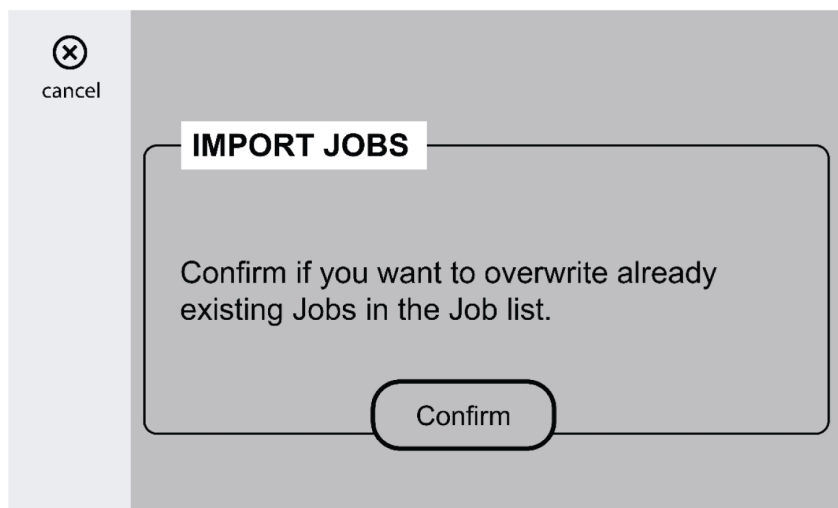 cancel
IMPORT JOBS
Confirm if you want to overwrite already
existing Jobs in the Job list.
Confirm